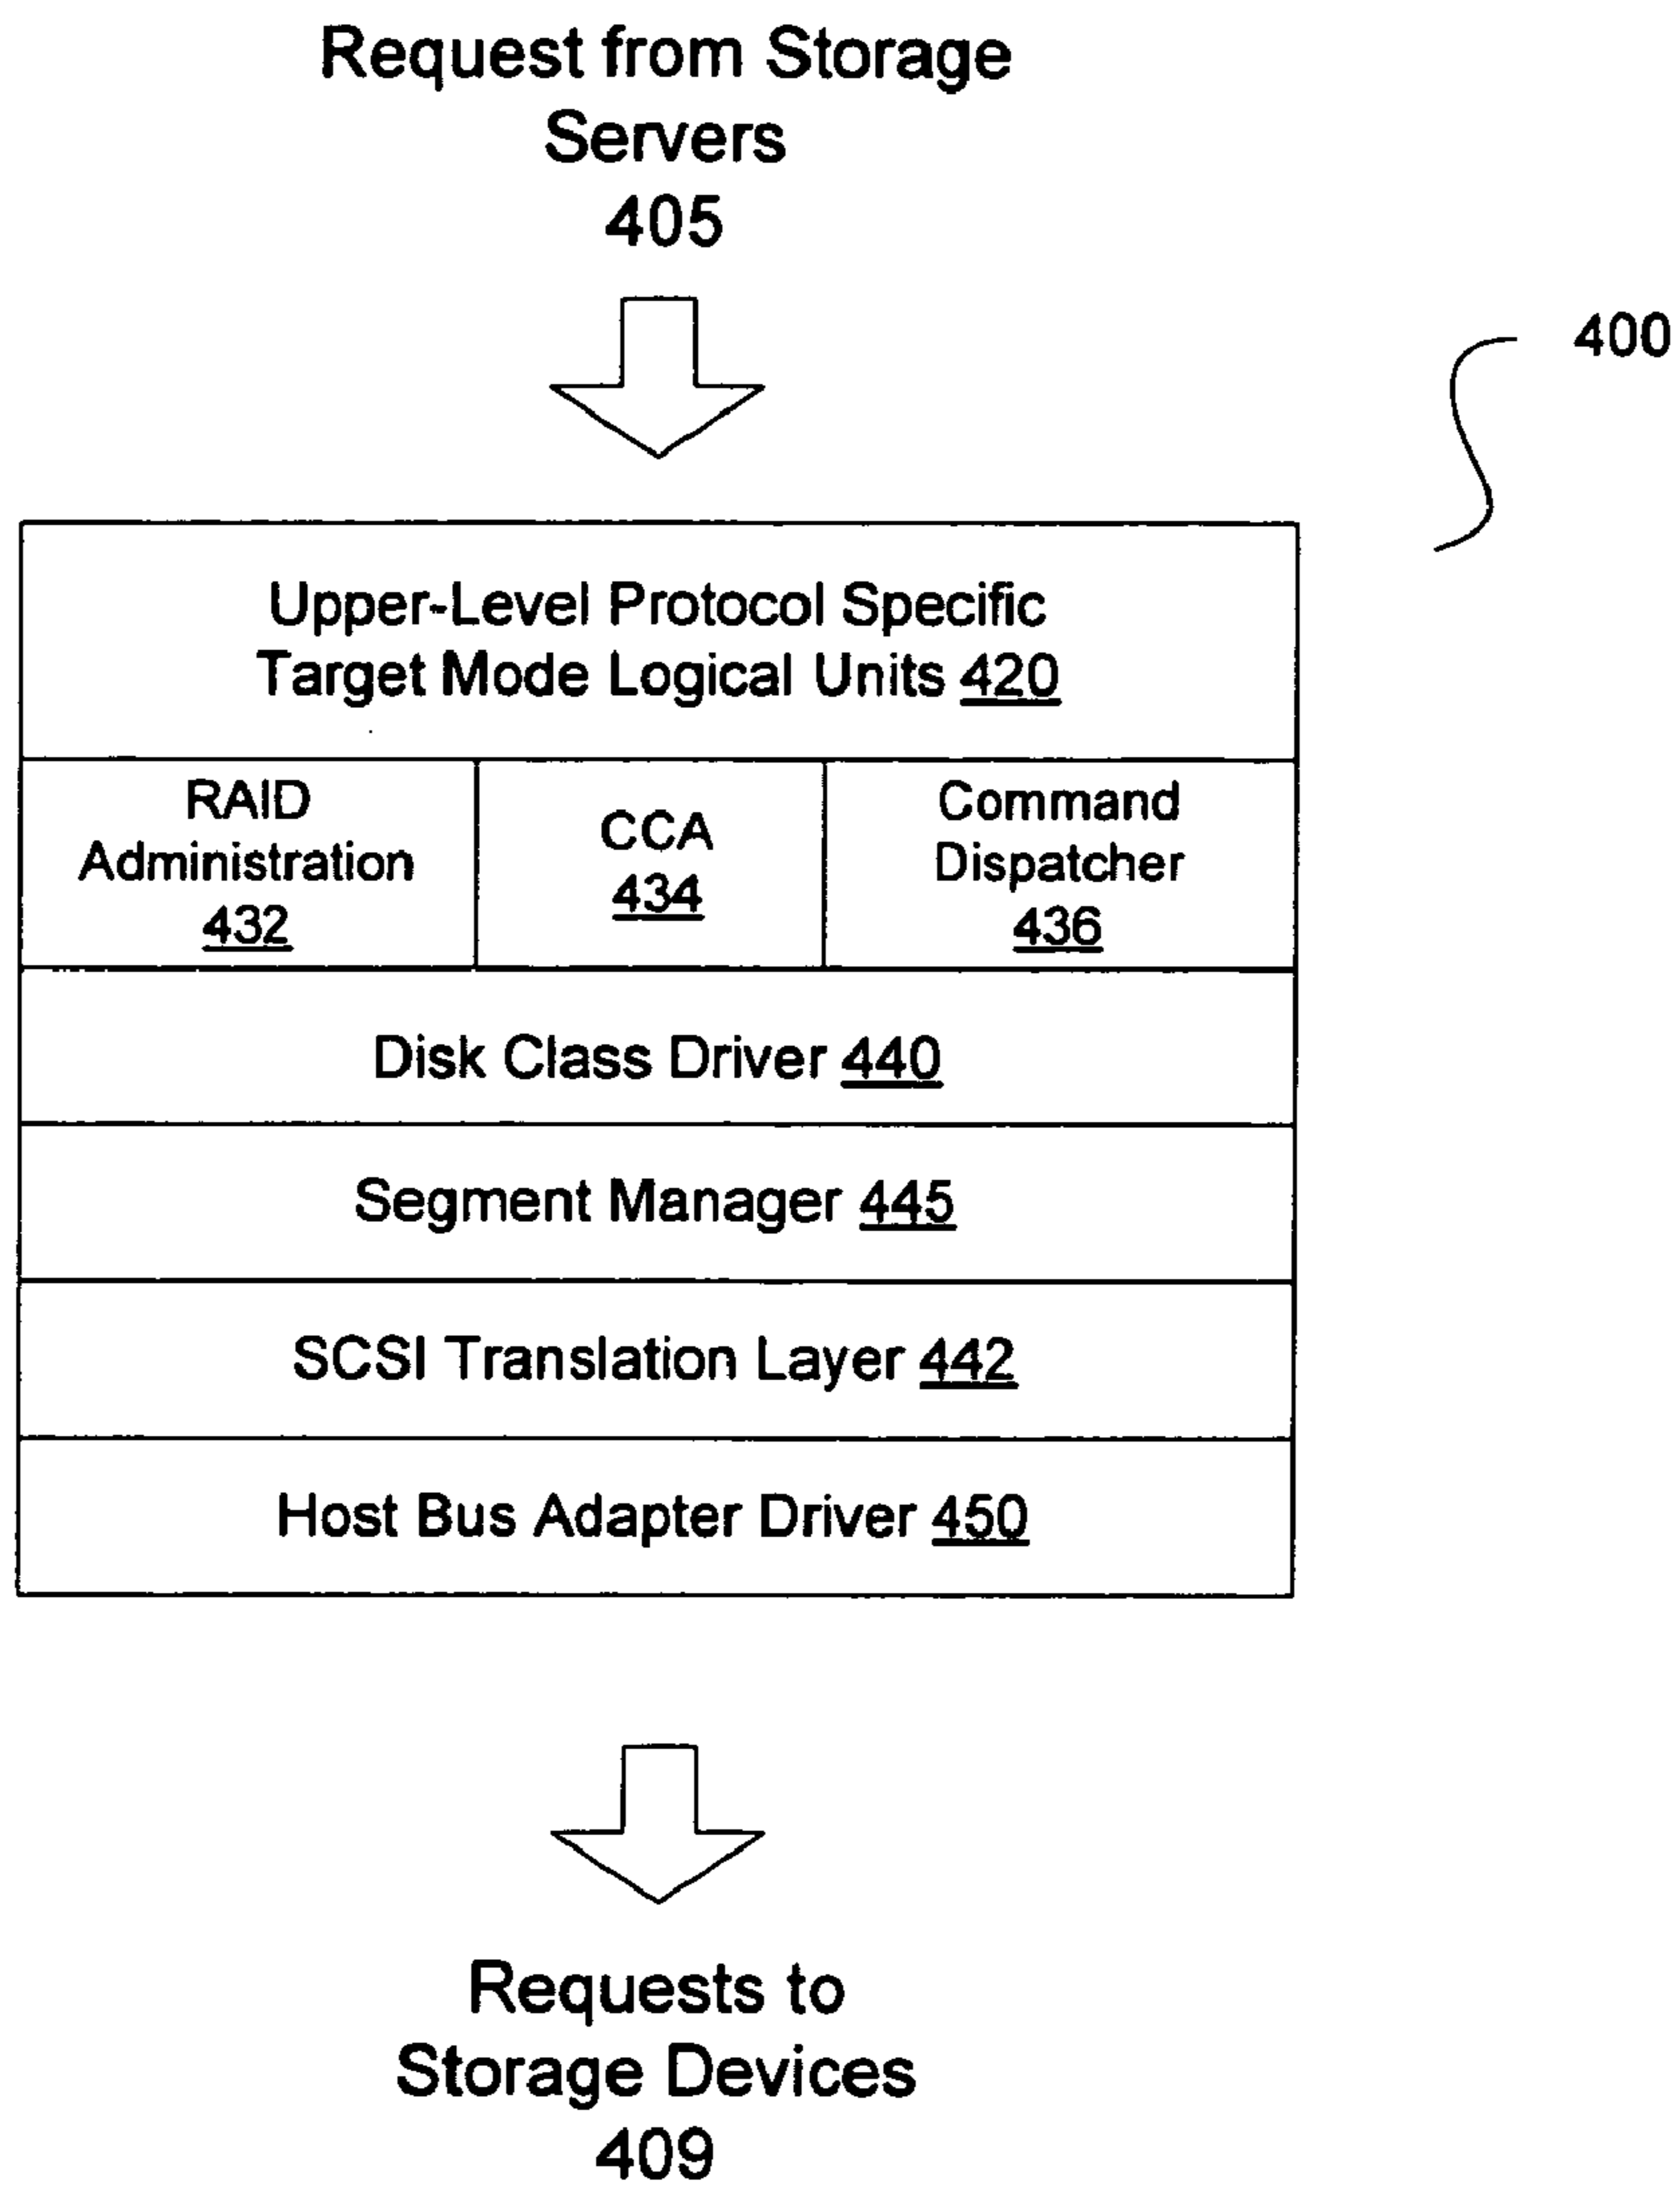 Request from Storage
Servers
405
400
Upper-Level Protocol Specific
Target Mode Logical Units 420
RAID
Administration
432
CCA
434
Command
Dispatcher
436
Disk Class Driver 440
Segment Manager 445
SCSI Translation Layer 442
Host Bus Adapter Driver 450
Requests to
Storage Devices
409